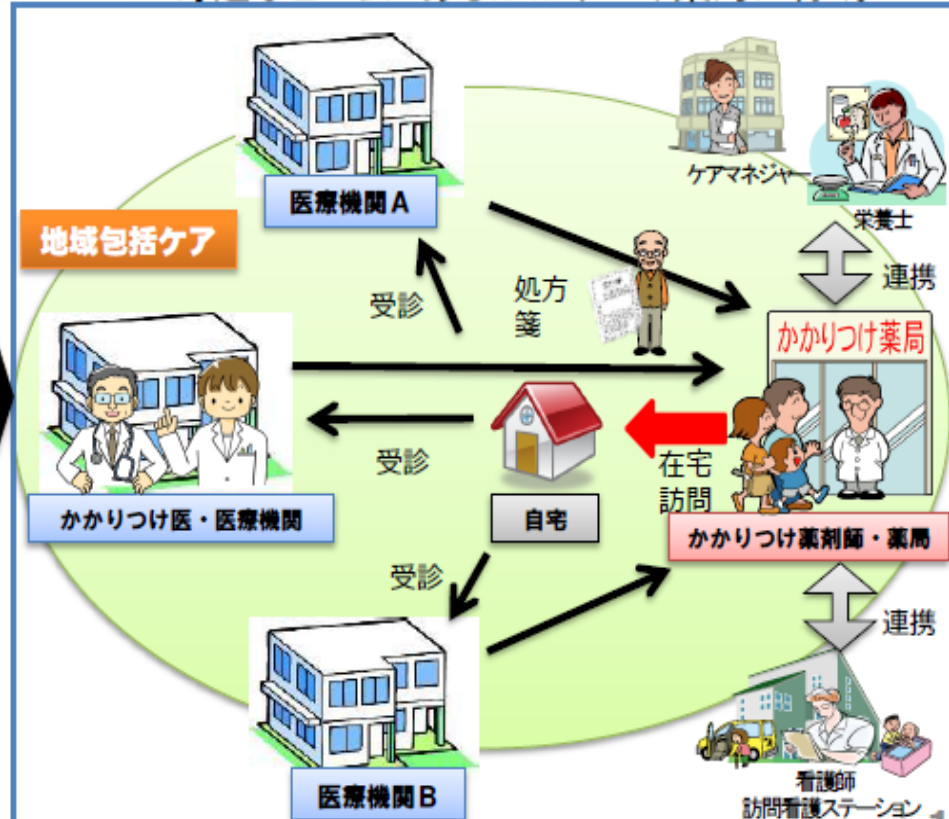 医療機関A
ケアマネジャー
栄養士
地域包括ケア
受診
処方
箋
連携
かかりつけ薬局
受診
在宅
訪問
かかりつけ医・医療機関
自宅
かかりつけ薬剤師・薬局
受診
連携
医療機関B
看護師
訪問看護ステーション